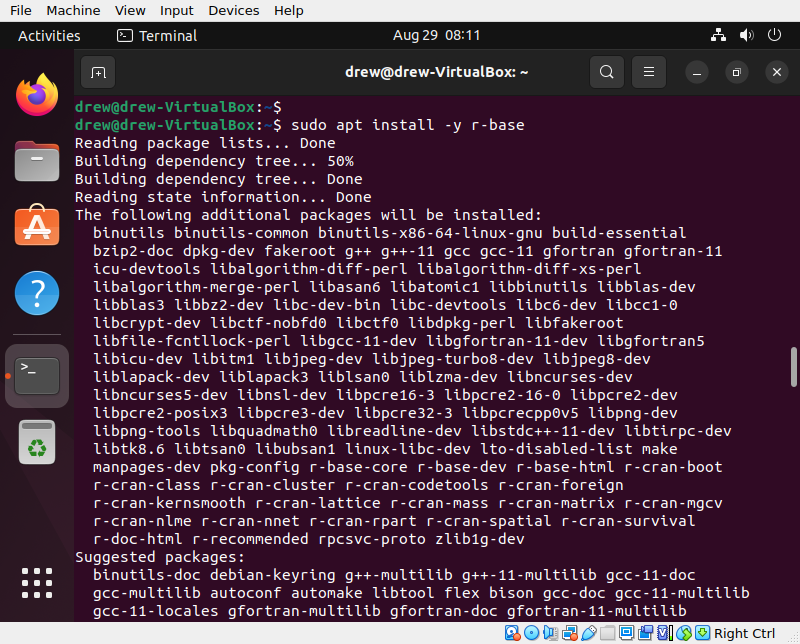 File Machine View Input Devices Help
Activities Terminal Aug 29 08:11
drew@drew-VirtualBox: ~
drew@drew-VirtualBox:~$
drew@drew-VirtualBox:~$ sudo apt install -y r-base
Reading package lists... Done
Building dependency tree... 50%
Building dependency tree... Done
Reading state information... Done
The following additional packages will be installed:
binutils binutils-common binutils-x86-64-linux-gnu build-essential
bzip2-doc dpkg-dev fakeroot g++ g++-11 gcc gcc-11 gfortran gfortran-11
icu-devtools libalgorithm-diff-perl libalgorithm-diff-xs-perl
libalgorithm-merge-perl libasan6 libatomic1 libbinutils libblas-dev
libblas3 libbz2-dev libc-dev-bin libc-devtools libc6-dev libcc1-0
libcrypt-dev libctf-nobfd0 libctf0 libdpkg-perl libfakeroot
libfile-fcntllock-perl libgcc-11-dev libgfortran-11-dev libgfortran5
libicu-dev libitm1 libjpeg-dev libjpeg-turbo8-dev libjpeg8-dev
liblapack-dev liblapack3 liblsan0 liblzma-dev libncurses-dev
libncurses5-dev libnsl-dev libpcre16-3 libpcre2-16-0 libpcre2-dev
libpcre2-posix3 libpcre3-dev libpcre32-3 libpcrecpp0v5 libpng-dev
libpng-tools libquadmath0 libreadline-dev libstdc++-11-dev libtirpc-dev
libtk8.6 libtsan0 libubsan1 linux-libc-dev lto-disabled-list make
manpages-dev pkg-config r-base-core r-base-dev r-base-html r-cran-boot
r-cran-class r-cran-cluster r-cran-codetools r-cran-foreign
r-cran-kernsmooth r-cran-lattice r-cran-mass r-cran-matrix r-cran-mgcv
r-cran-nlme r-cran-nnet r-cran-rpart r-cran-spatial r-cran-survival
r-doc-html r-recommended rpcsvc-proto zlib1g-dev
Suggested packages:
binutils-doc debian-keyring g++-multilib g++-11-multilib gcc-11-doc
gcc-multilib autoconf automake libtool flex bison gcc-doc gcc-11-multilib
gcc-11-locales gfortran-multilib gfortran-doc gfortran-11-multilib
Right Ctrl